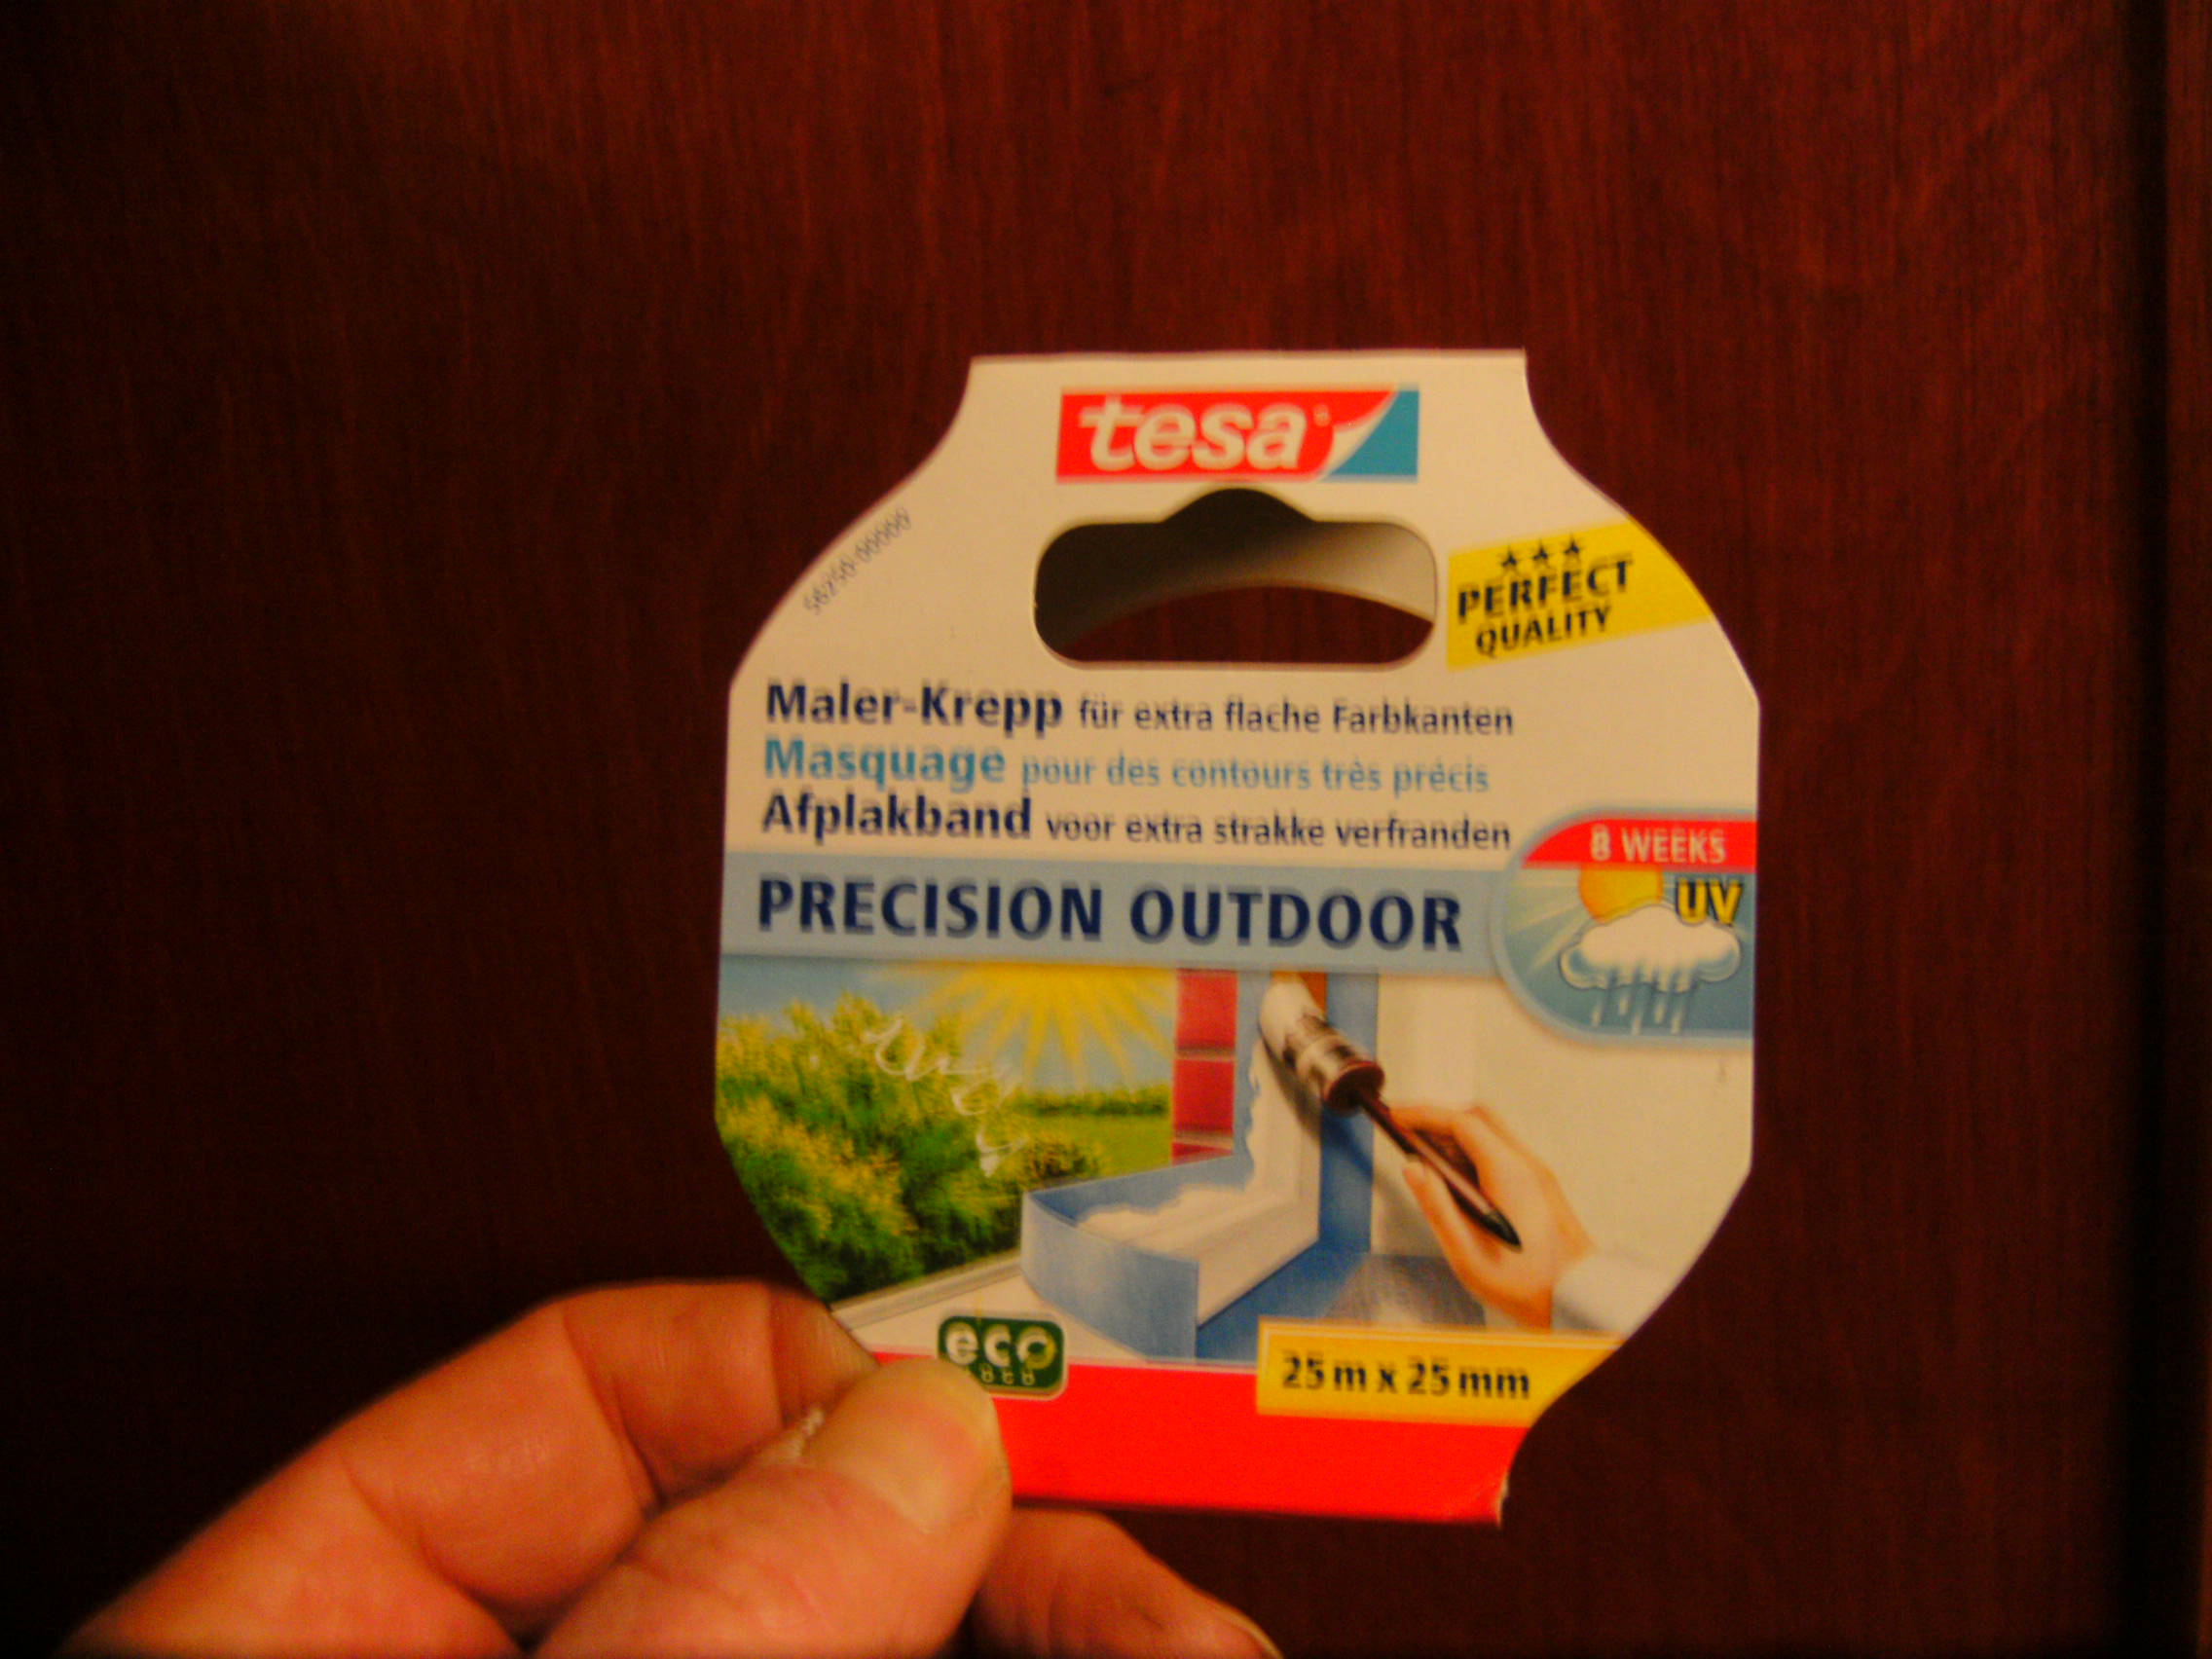 tesa
PERFECT
QUALITY
Maler-Krepp für extra flache Farbkanten
Masquage pour des contours très précis
Afplakband voor extra strakke verfranden
8 WEEKS
UV
PRECISION OUTDOOR
eco
25 m x 25 mm